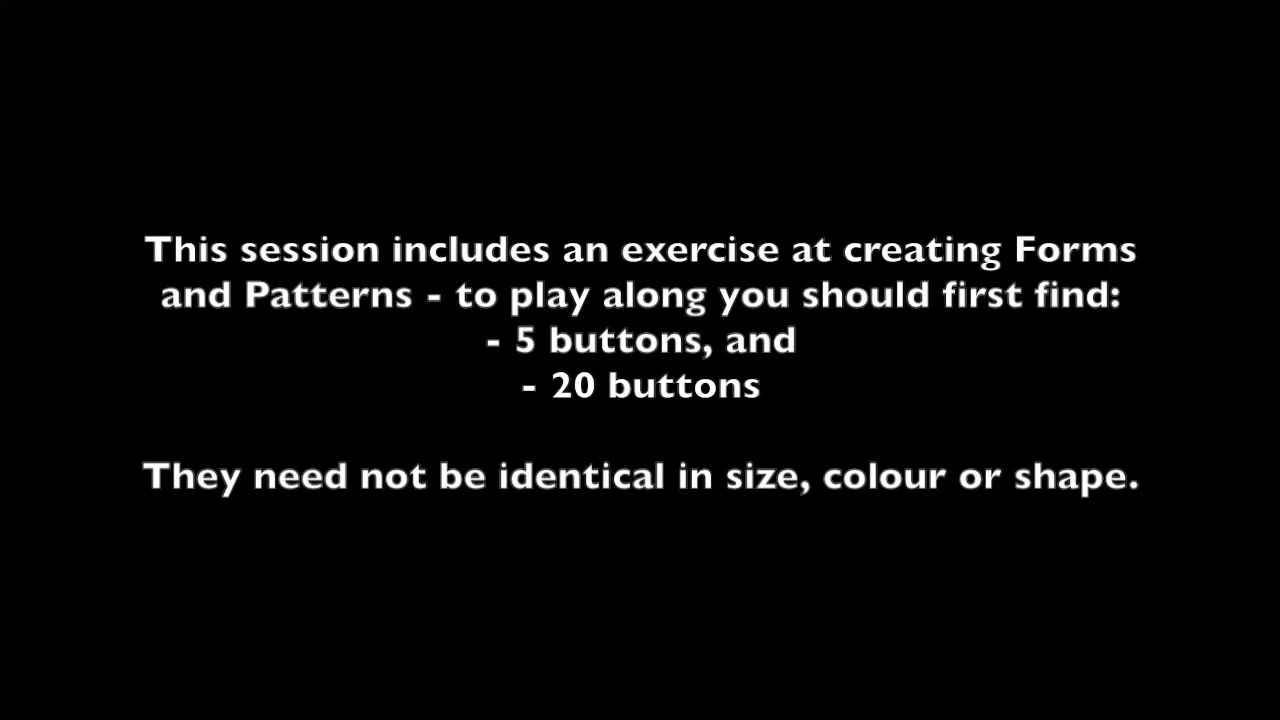 This session includes an exercise at creating Forms
and Patterns - to play along you should first find:
- 5 buttons, and
- 20 buttons
They need not be identical in size, colour or shape.